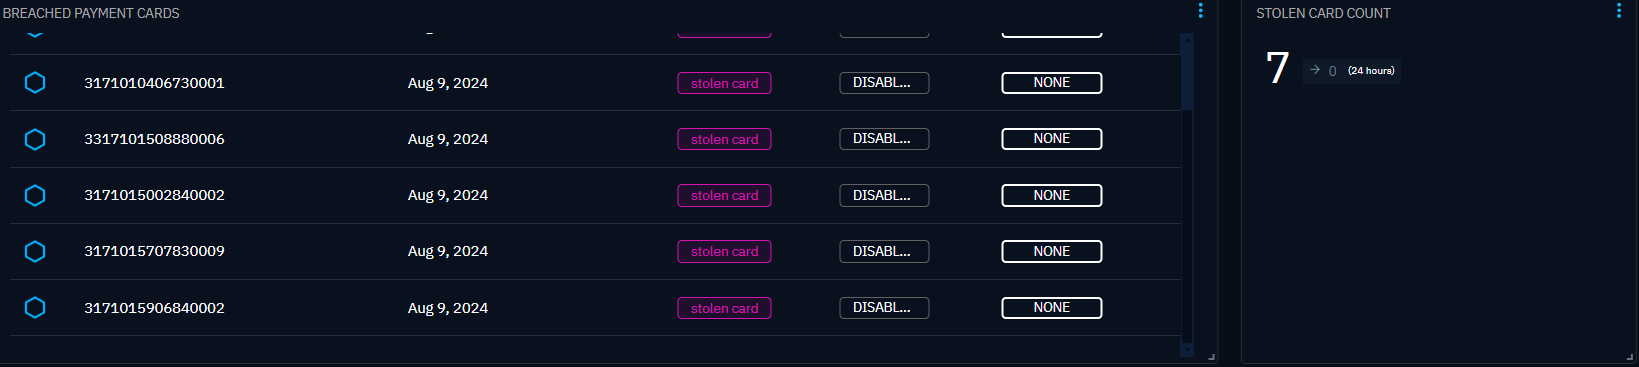 BREACHED PAYMENT CARDS
STOLEN CARD COUNT
7 → 0 (24 hours)
3171010406730001 Aug 9, 2024 stolen card DISABL... NONE
3317101508880006 Aug 9, 2024 stolen card DISABL... NONE
3171015002840002 Aug 9, 2024 stolen card DISABL... NONE
3171015707830009 Aug 9, 2024 stolen card DISABL... NONE
3171015906840002 Aug 9, 2024 stolen card DISABL... NONE